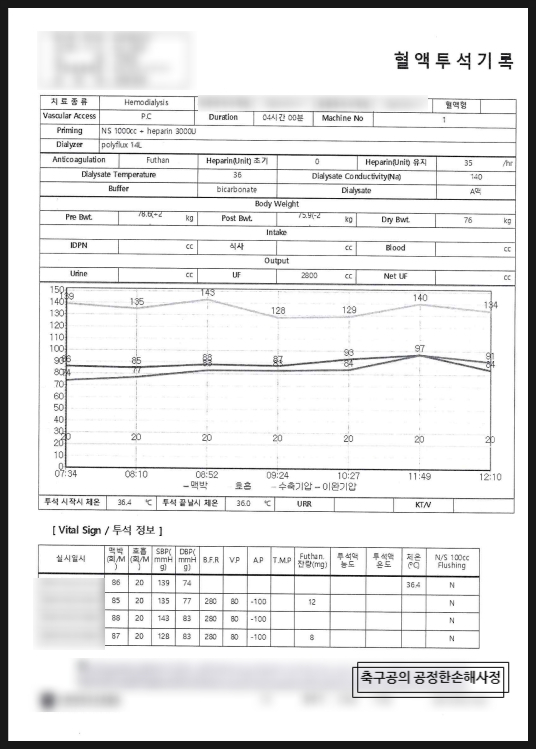 혈액투석기록
치료종류 Hemodialysis 혈액형
Vascular Access P.C Duration 04시간 00분 Machine No 1
Priming NS 1000cc + heparin 3000U
Dialyzer polyflux 14L
Anticoagulation Futhan Heparin(Unit) 초기 0 Heparin(Unit) 유지 35 /hr
Dialysate Temperature 36 Dialysate Conductivity(Na) 140
Buffer bicarbonate Dialysate A액
Body Weight
Pre Bwt. 78.6(+2 kg Post Bwt. 75.9(-2 kg Dry Bwt. 76 kg
Intake
IDPN cc 식사 cc Blood cc
Output
Urine cc UF 2800 cc Net UF cc
150
140 139 135 143 128 129 140 134
130
120
110
100
90 86 85 88 87 93 97 91
80 74 77 83 83 84 84
70
60
50
40
30
20 20 20 20 20 20 20 20
10
0
07:34 08:10 08:52 09:24 10:27 11:49 12:10
맥박 호흡 수축기압 이완기압
투석 시작시 체온 36.4 ℃ 투석 끝날시 체온 36.0 ℃ URR KT/V
[ Vital Sign / 투석 정보 ]
실시일시 맥박(회/M) 호흡(회/M) SBP(mmHg) DBP(mmHg) B.F.R V.P A.P T.M.P Futhan.잔량(mg) 투석액농도 투석액온도 체온(℃) N/S 100cc Flushing
86 20 139 74 36.4 N
85 20 135 77 280 80 -100 12 N
88 20 143 83 280 80 -100 N
87 20 128 83 280 80 -100 8 N
축구공의 공정한손해사정